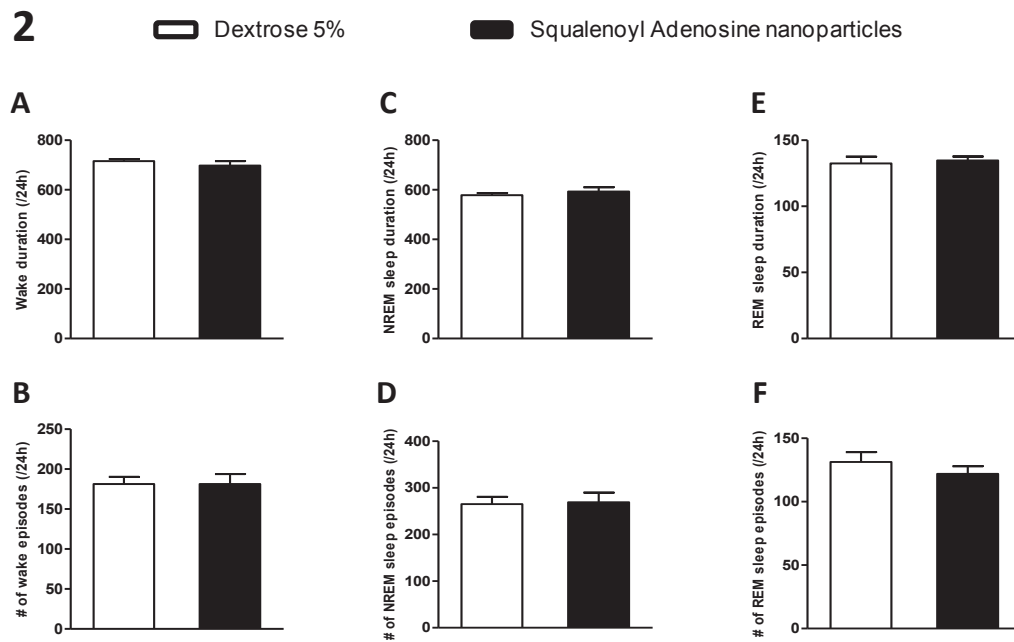 2
Dextrose 5%
Squalenoyl Adenosine nanoparticles
A
Wake duration (/24h)
800
600
400
200
0
C
NREM sleep duration (/24h)
800
600
400
200
0
E
REM sleep duration (/24h)
150
100
50
0
B
# of wake episodes (/24h)
250
200
150
100
50
0
D
# of NREM sleep episodes (/24h)
400
300
200
100
0
F
# of REM sleep episodes (/24h)
150
100
50
0